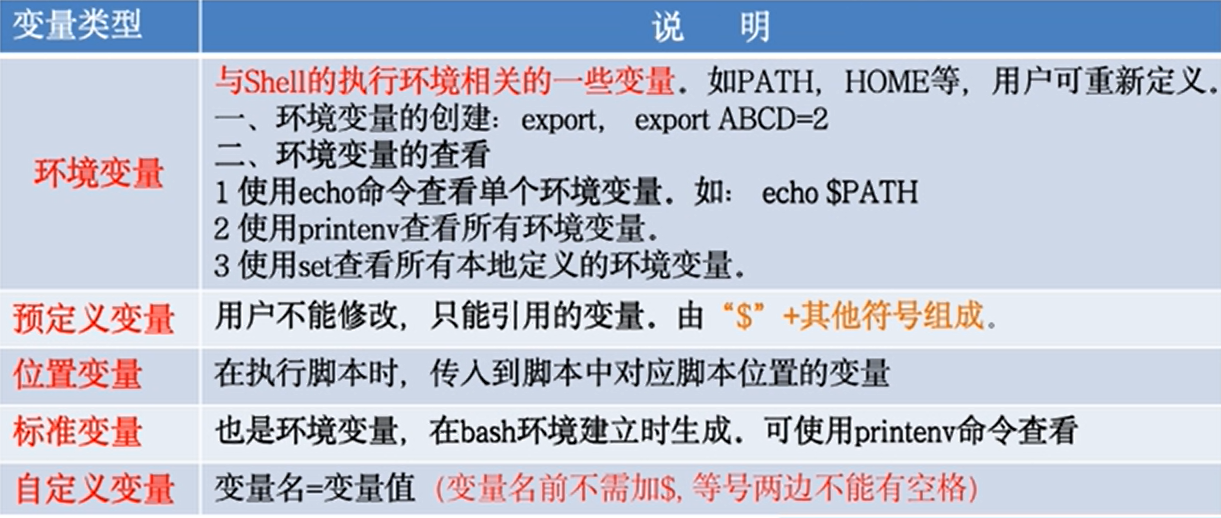 变量类型
说 明
环境变量
与Shell的执行环境相关的一些变量。如PATH，HOME等，用户可重新定义。
一、环境变量的创建：export， export ABCD=2
二、环境变量的查看
1 使用echo命令查看单个环境变量。如： echo $PATH
2 使用printenv查看所有环境变量。
3 使用set查看所有本地定义的环境变量。
预定义变量
用户不能修改，只能引用的变量。由“$”+其他符号组成。
位置变量
在执行脚本时，传入到脚本中对应脚本位置的变量
标准变量
也是环境变量，在bash环境建立时生成。可使用printenv命令查看
自定义变量
变量名=变量值（变量名前不需加$, 等号两边不能有空格）